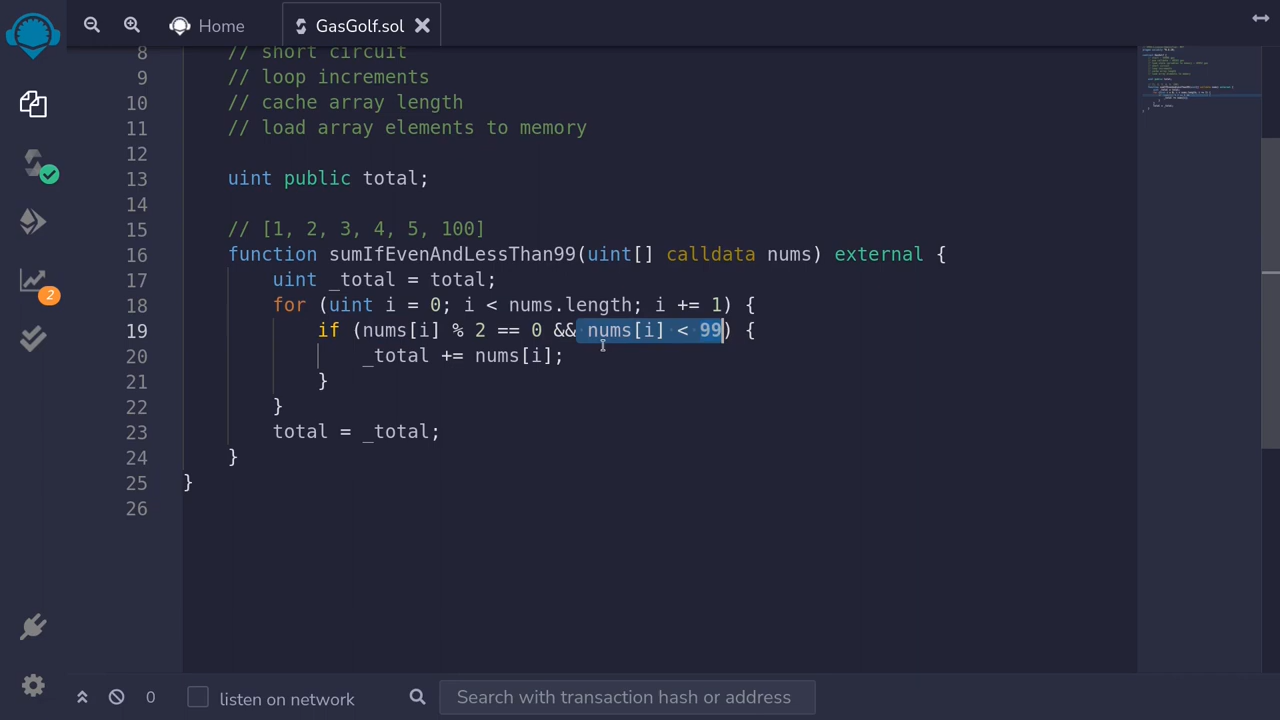 Home
GasGolf.sol
8 // short circuit
9 // loop increments
10 // cache array length
11 // load array elements to memory
12
13 uint public total;
14
15 // [1, 2, 3, 4, 5, 100]
16 function sumIfEvenAndLessThan99(uint[] calldata nums) external {
17 uint _total = total;
18 for (uint i = 0; i < nums.length; i += 1) {
19 if (nums[i] % 2 == 0 && nums[i] < 99) {
20 _total += nums[i];
21 }
22 }
23 total = _total;
24 }
25 }
26
2
0
listen on network
Search with transaction hash or address